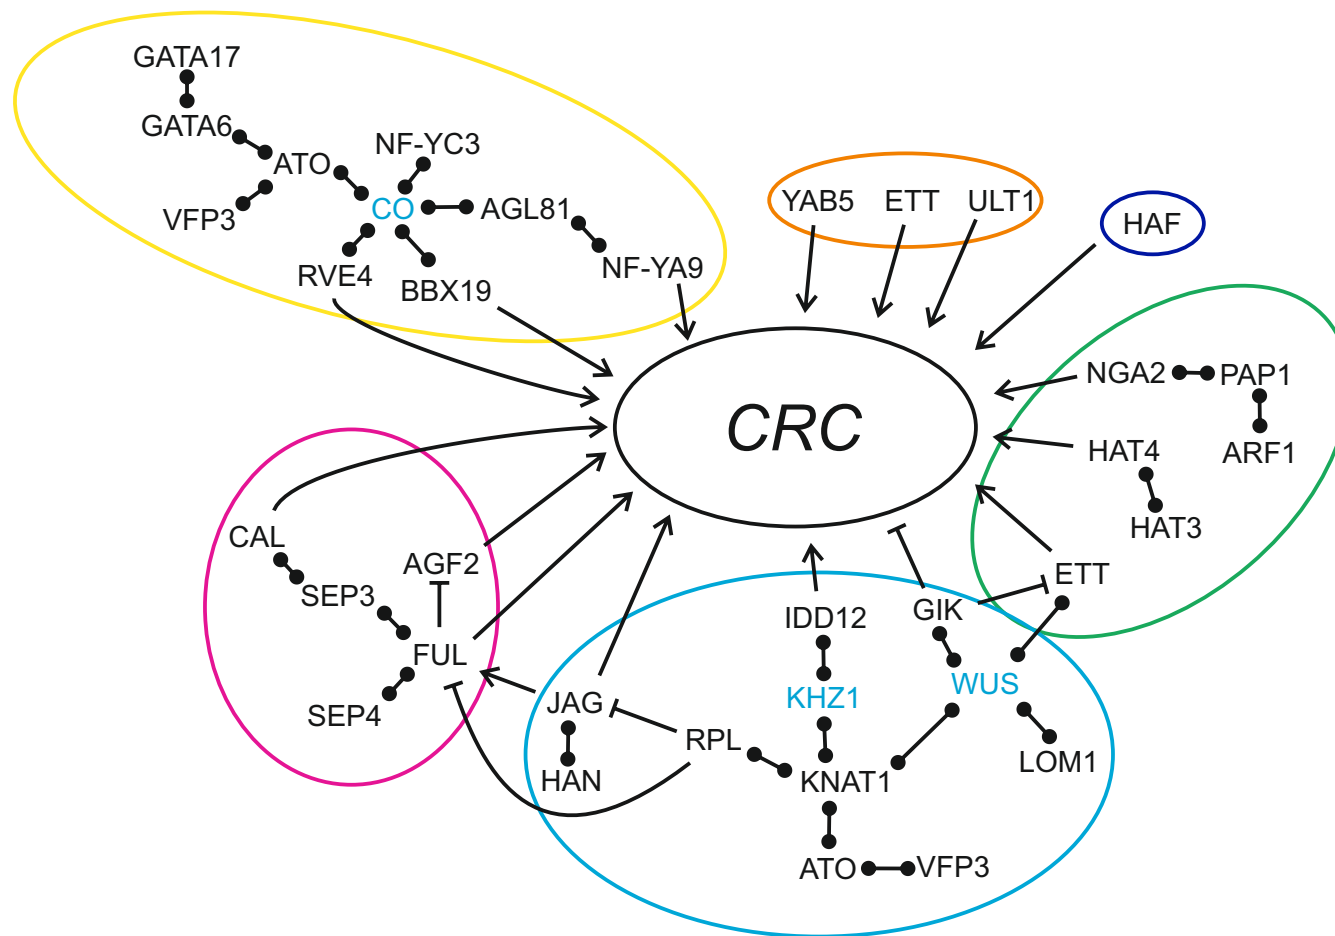 GATA17
GATA6
ATO
NF-YC3
VFP3
CO
AGL81
RVE4
BBX19
NF-YA9
YAB5
ETT
ULT1
HAF
NGA2
PAP1
HAT4
ARF1
HAT3
CRC
CAL
SEP3
AGF2
FUL
SEP4
ETT
IDD12
GIK
KHZ1
WUS
JAG
RPL
HAN
KNAT1
LOM1
ATO
VFP3